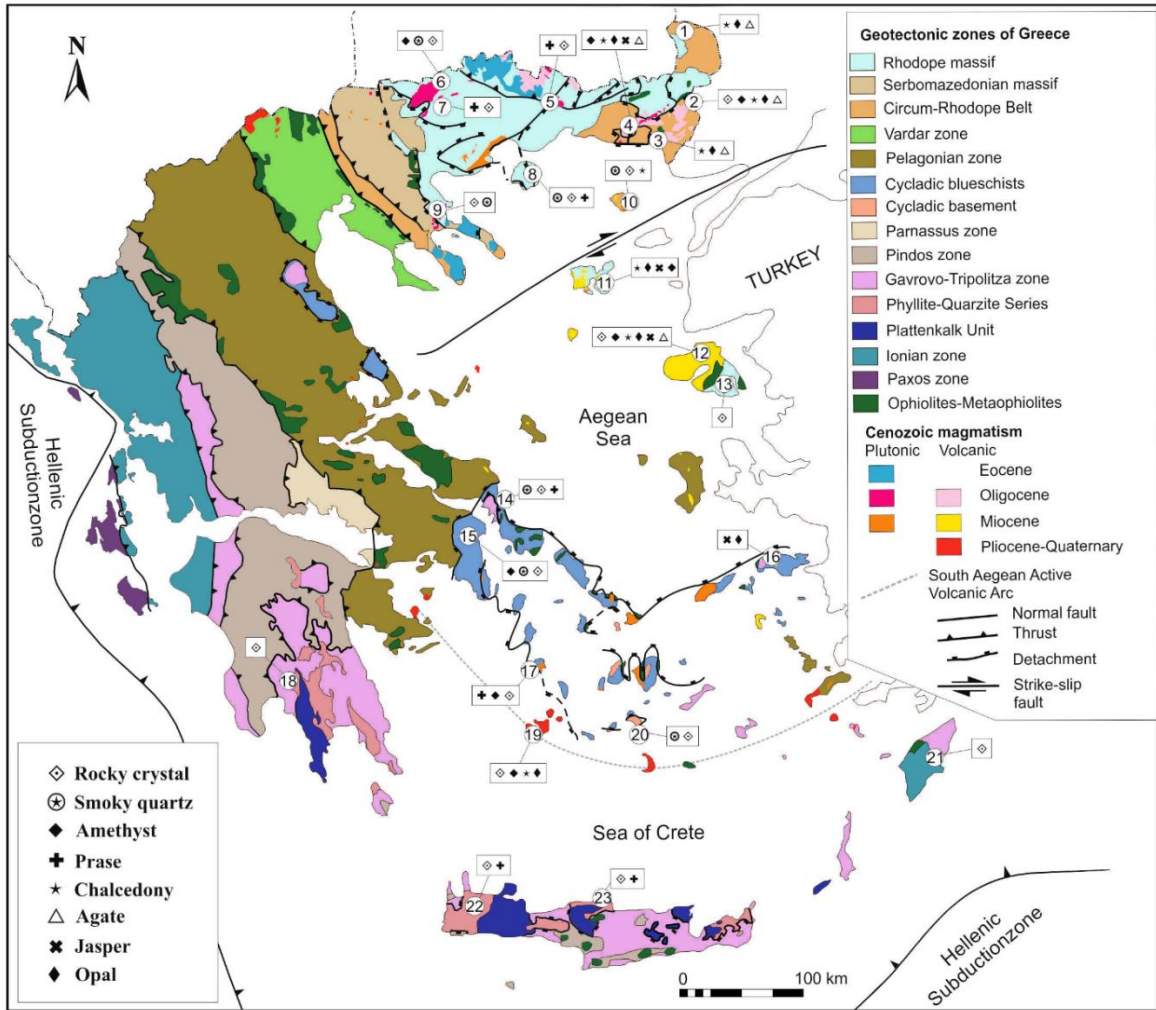 N
1
2
3
4
5
6
7
8
9
10
11
12
13
14
15
16
17
18
19
20
21
22
23
TURKEY
Aegean
Sea
Sea of Crete
Hellenic
Subductionzone
Hellenic
Subductionzone
0 100 km
Geotectonic zones of Greece
Rhodope massif
Serbomazedonian massif
Circum-Rhodope Belt
Vardar zone
Pelagonian zone
Cycladic blueschists
Cycladic basement
Parnassus zone
Pindos zone
Gavrovo-Tripolitza zone
Phyllite-Quarzite Series
Plattenkalk Unit
Ionian zone
Paxos zone
Ophiolites-Metaophiolites
Cenozoic magmatism
Plutonic Volcanic
Eocene
Oligocene
Miocene
Pliocene-Quaternary
South Aegean Active
Volcanic Arc
Normal fault
Thrust
Detachment
Strike-slip
fault
Rocky crystal
Smoky quartz
Amethyst
Prase
Chalcedony
Agate
Jasper
Opal